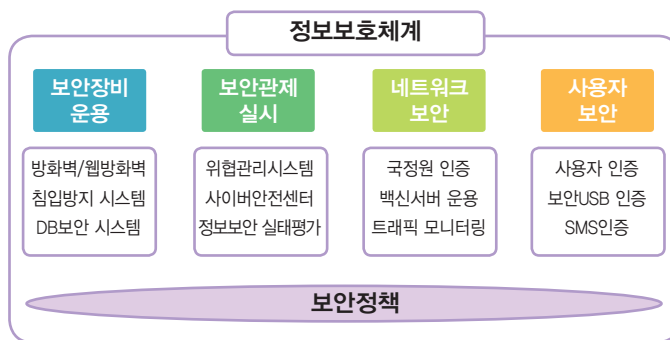 정보보호체계
보안장비
운용
보안관제
실시
네트워크
보안
사용자
보안
방화벽/웹방화벽
침입방지 시스템
DB보안 시스템
위협관리시스템
사이버안전센터
정보보안 실태평가
국정원 인증
백신서버 운용
트래픽 모니터링
사용자 인증
보안USB 인증
SMS인증
보안정책